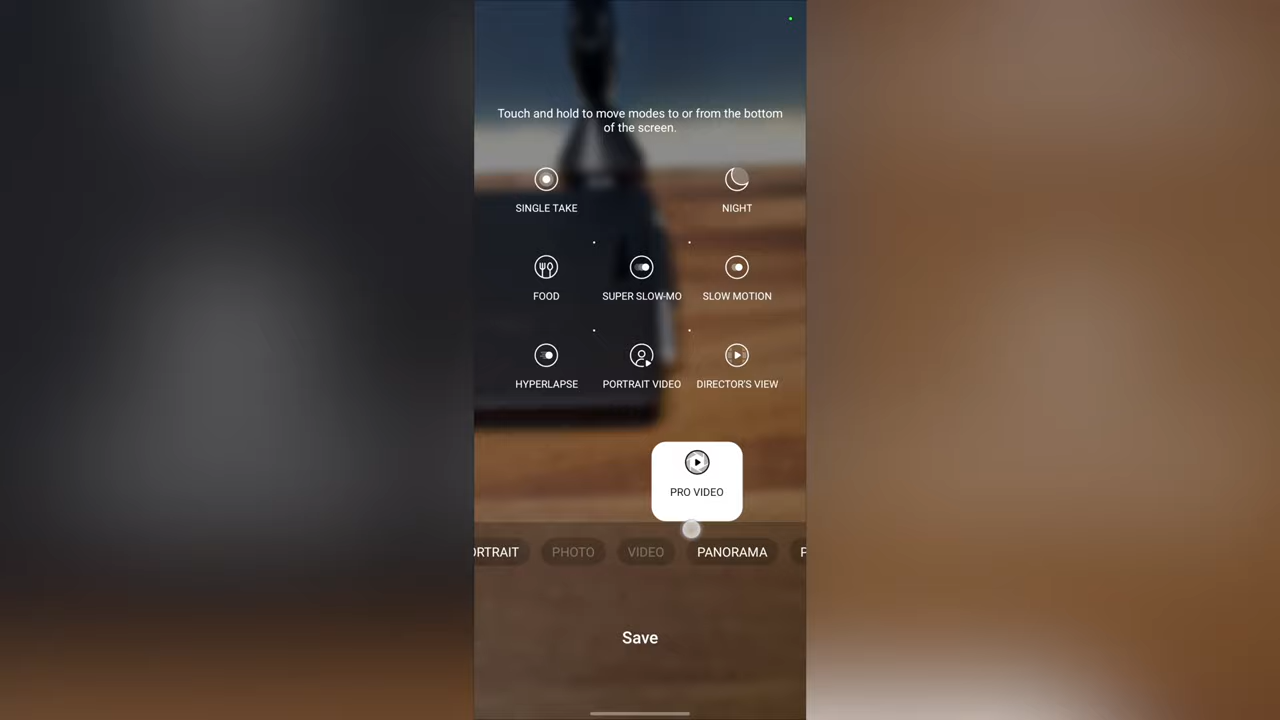 Touch and hold to move modes to or from the bottom
of the screen.
SINGLE TAKE
NIGHT
FOOD
SUPER SLOW-MO
SLOW MOTION
HYPERLAPSE
PORTRAIT VIDEO
DIRECTOR'S VIEW
PRO VIDEO
ORTRAIT
PHOTO
VIDEO
PANORAMA
Save